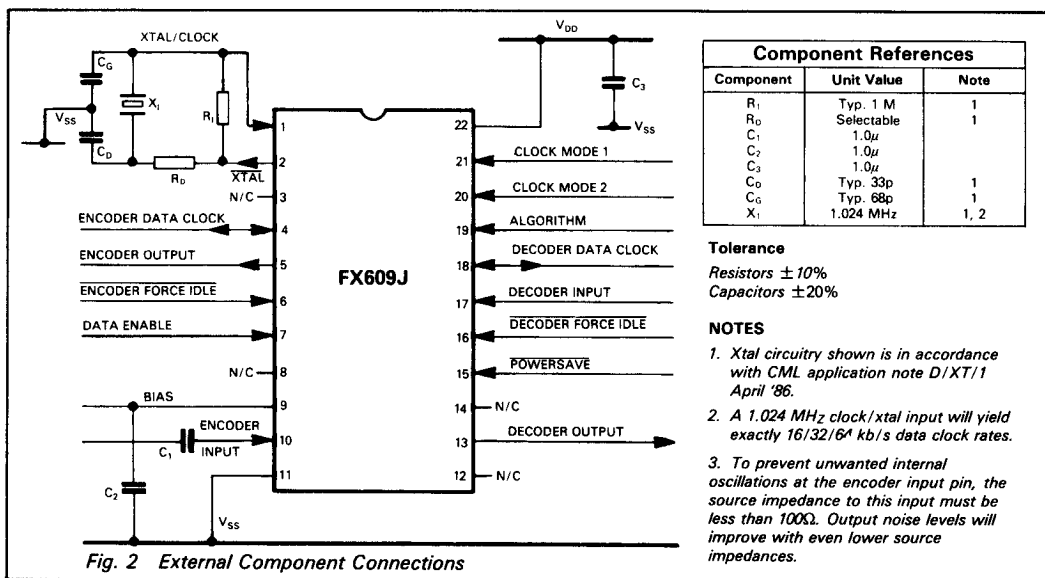 XTAL/CLOCK
C_G
X_1
V_SS
C_D
R_1
R_D
XTAL
V_DD
C_3
V_SS
FX609J
1
2
N/C 3
ENCODER DATA CLOCK 4
ENCODER OUTPUT 5
ENCODER FORCE IDLE 6
DATA ENABLE 7
N/C 8
BIAS 9
C_1 ENCODER INPUT 10
11
C_2
V_SS
22
21 CLOCK MODE 1
20 CLOCK MODE 2
19 ALGORITHM
18 DECODER DATA CLOCK
17 DECODER INPUT
16 DECODER FORCE IDLE
15 POWERSAVE
14 N/C
13 DECODER OUTPUT
12 N/C
Fig. 2 External Component Connections
Component References
Component Unit Value Note
R_1 Typ. 1 M 1
R_D Selectable 1
C_1 1.0μ
C_2 1.0μ
C_3 1.0μ
C_D Typ. 33p 1
C_G Typ. 68p 1
X_1 1.024 MHz 1, 2
Tolerance
Resistors ±10%
Capacitors ±20%
NOTES
1. Xtal circuitry shown is in accordance
with CML application note D/XT/1
April '86.
2. A 1.024 MHz clock/xtal input will yield
exactly 16/32/64 kb/s data clock rates.
3. To prevent unwanted internal
oscillations at the encoder input pin, the
source impedance to this input must be
less than 100Ω. Output noise levels will
improve with even lower source
impedances.